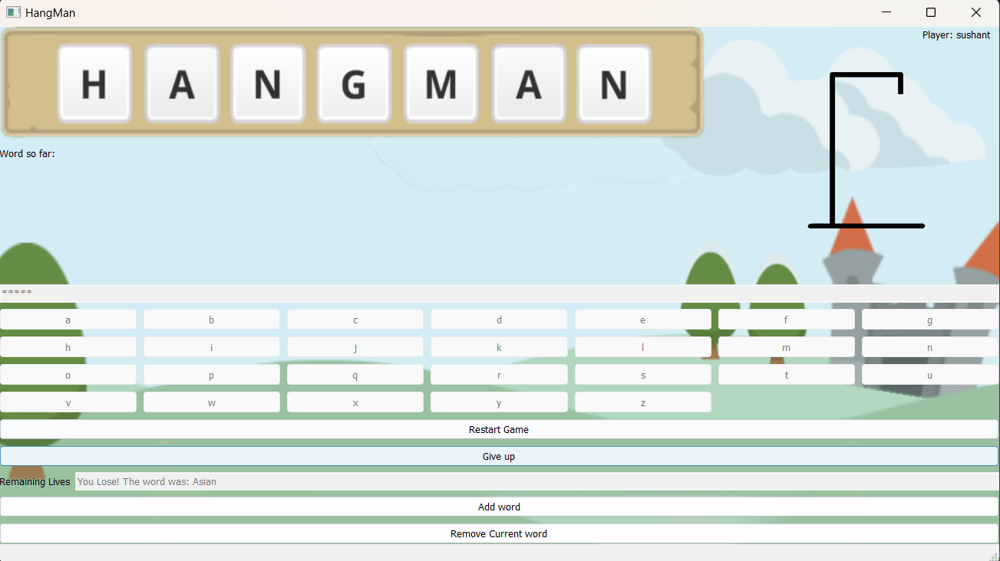 HangMan
Player: sushant
H A N G M A N
Word so far:
*****
a b c d e f g
h i j k l m n
o p q r s t u
v w x y z
Restart Game
Give up
Remaining Lives You Lose! The word was: Asian
Add word
Remove Current word